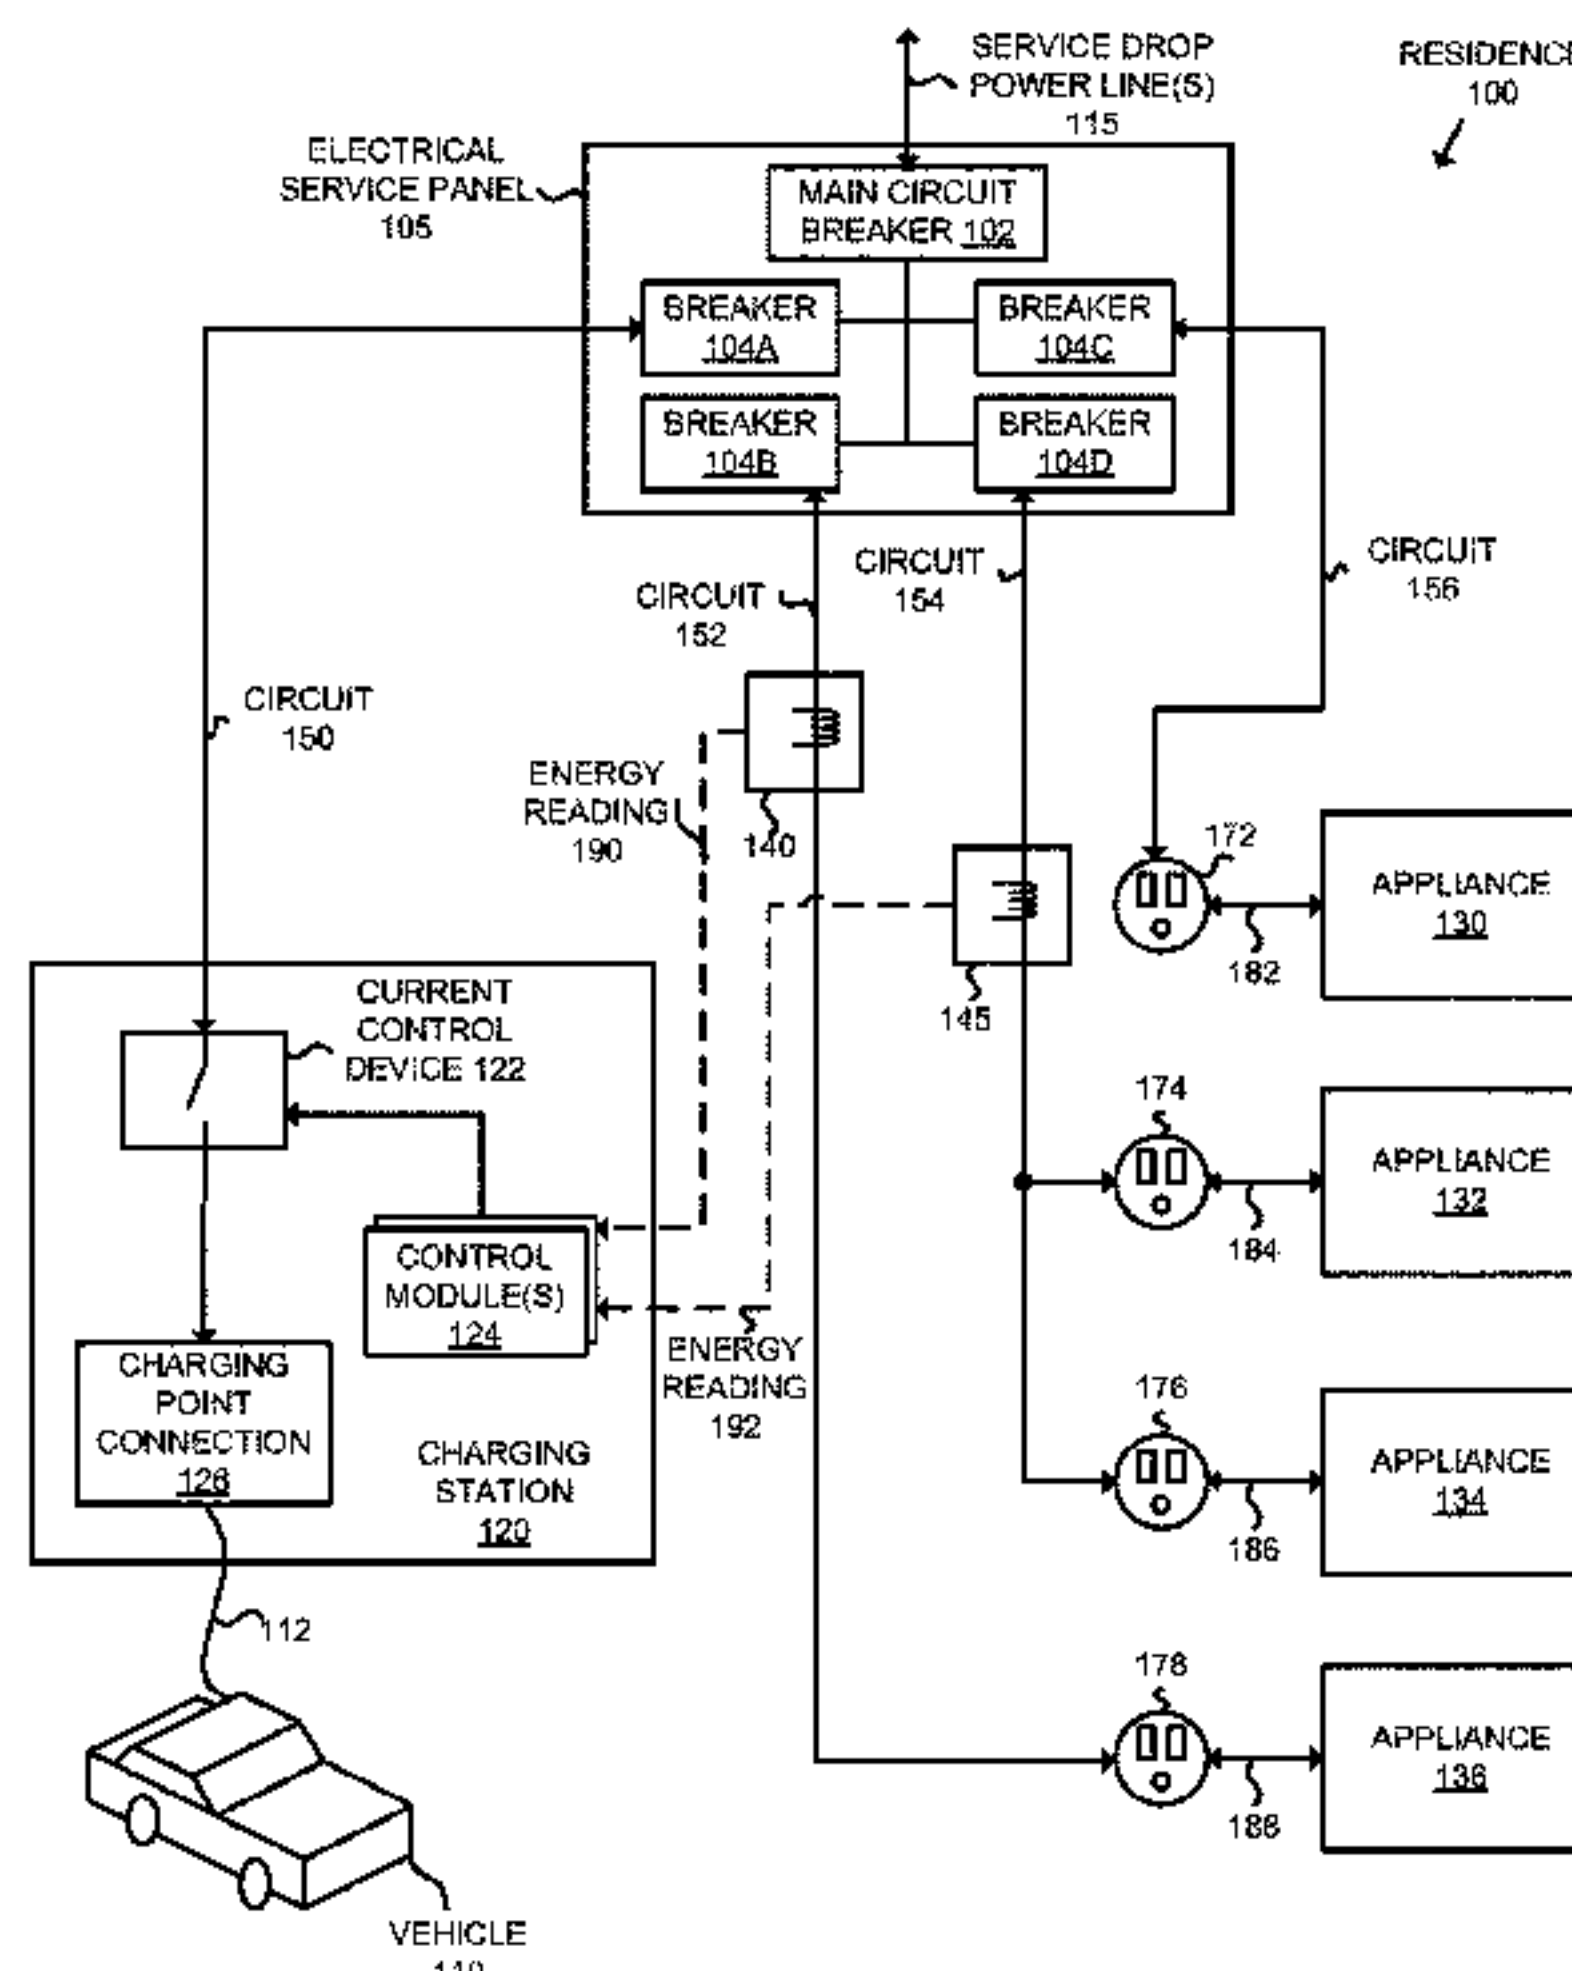 SERVICE DROP
POWER LINE(S)
115
RESIDENCE
100
ELECTRICAL
SERVICE PANEL
105
MAIN CIRCUIT
BREAKER 102
BREAKER
104A
BREAKER
104C
BREAKER
104B
BREAKER
104D
CIRCUIT
154
CIRCUIT
156
CIRCUIT
152
CIRCUIT
150
ENERGY
READING
190
140
172
APPLIANCE
130
182
145
CURRENT
CONTROL
DEVICE 122
174
APPLIANCE
132
184
CONTROL
MODULE(S)
124
ENERGY
READING
192
CHARGING
POINT
CONNECTION
126
CHARGING
STATION
120
176
APPLIANCE
134
186
112
178
APPLIANCE
136
188
VEHICLE
110